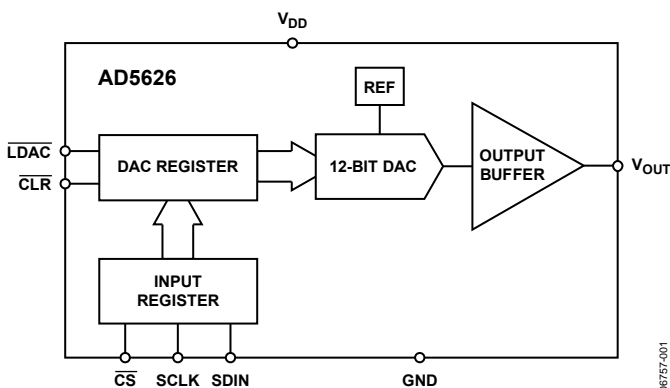 V_DD
AD5626
REF
LDAC
CLR
DAC REGISTER
12-BIT DAC
OUTPUT
BUFFER
V_OUT
INPUT
REGISTER
CS
SCLK
SDIN
GND
06757-001